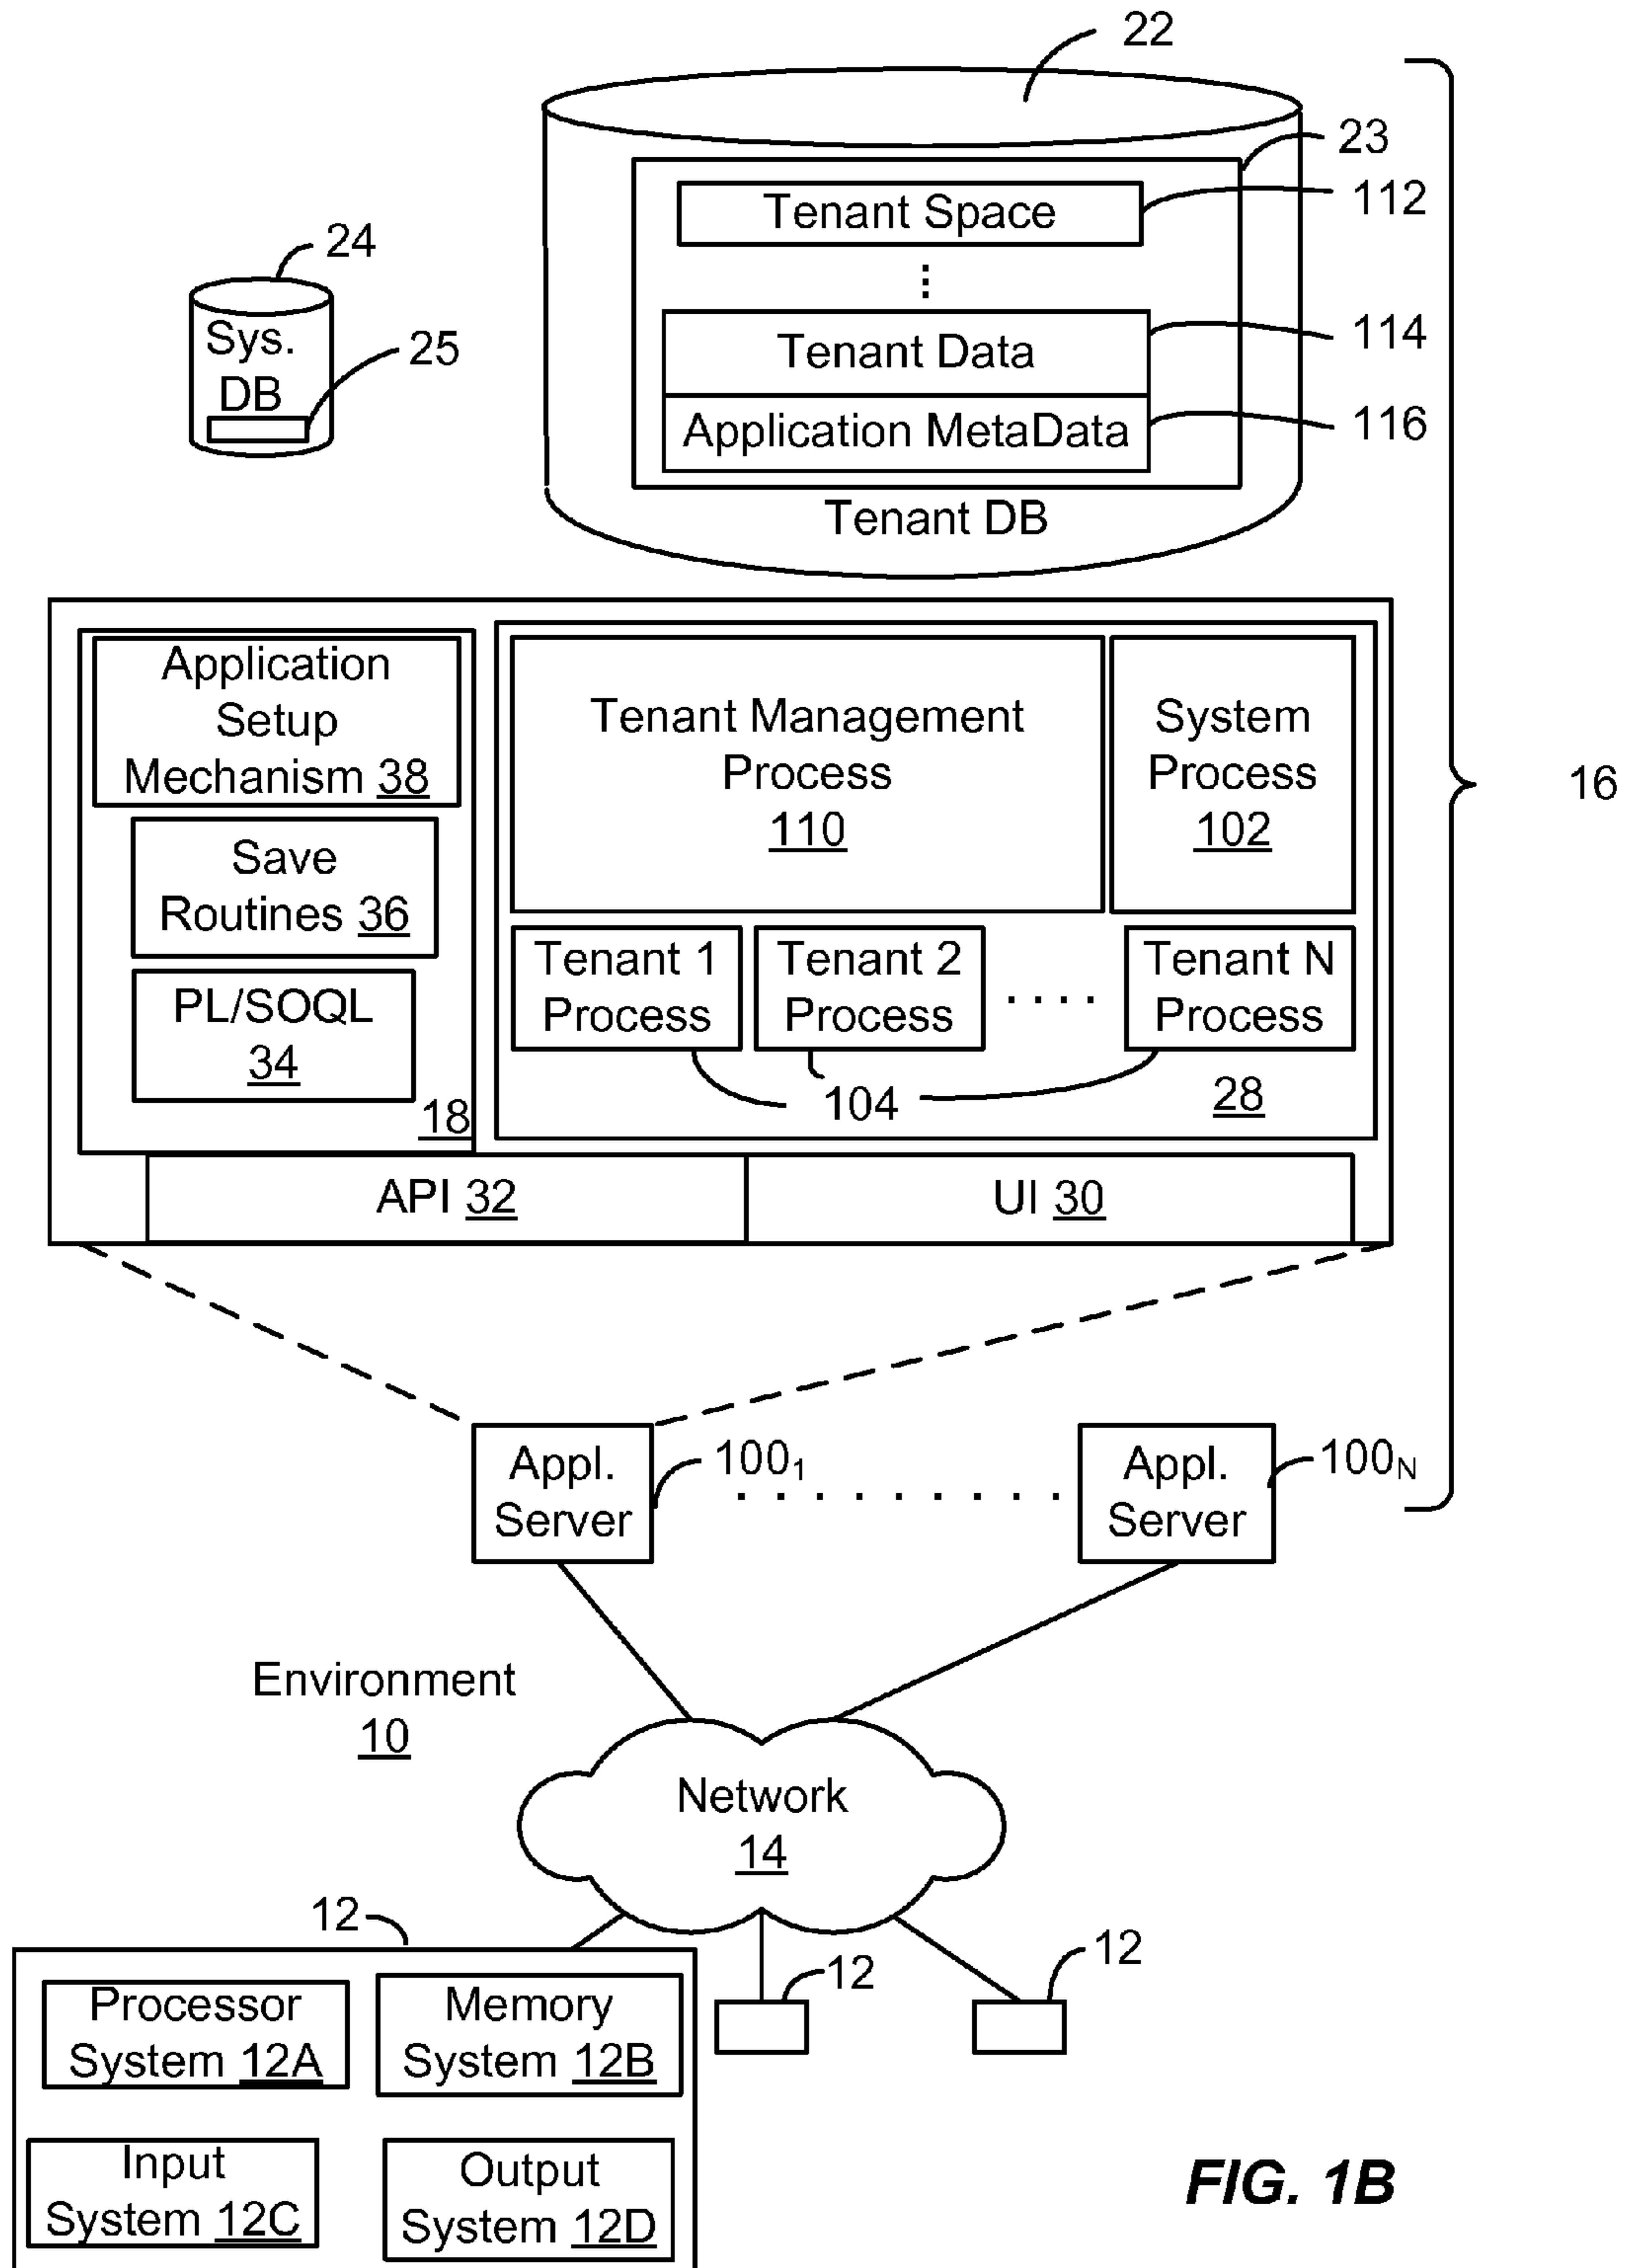 22
23
Tenant Space
112
24
Sys.
DB
25
Tenant Data
114
Application MetaData
116
Tenant DB
Application
Setup
Mechanism 38
Tenant Management
Process
110
System
Process
102
16
Save
Routines 36
Tenant 1
Process
Tenant 2
Process
. . . .
Tenant N
Process
PL/SOQL
34
104
28
18
API 32
UI 30
Appl.
Server
100₁
. . . . . . . . .
Appl.
Server
100N
Environment
10
Network
14
12
12
12
Processor
System 12A
Memory
System 12B
Input
System 12C
Output
System 12D
FIG. 1B